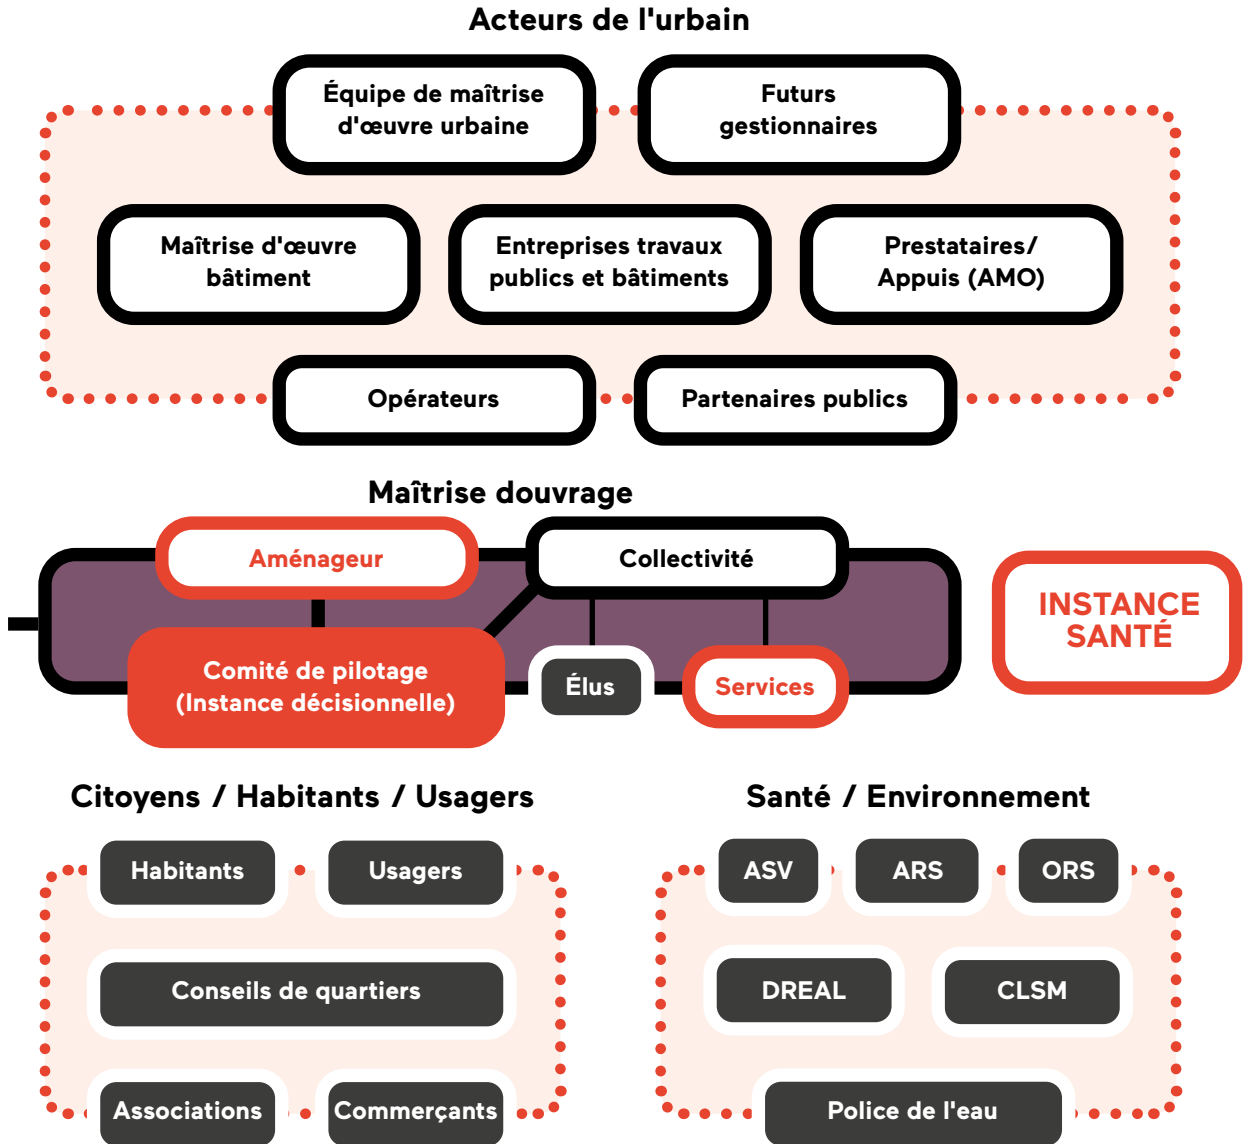 Acteurs de l'urbain
Équipe de maîtrise
d'œuvre urbaine
Futurs
gestionnaires
Maîtrise d'œuvre
bâtiment
Entreprises travaux
publics et bâtiments
Prestataires/
Appuis (AMO)
Opérateurs
Partenaires publics
Maîtrise douvrage
Aménageur
Collectivité
INSTANCE
SANTÉ
Comité de pilotage
(Instance décisionnelle)
Élus
Services
Citoyens / Habitants / Usagers
Habitants
Usagers
Conseils de quartiers
Associations
Commerçants
Santé / Environnement
ASV
ARS
ORS
DREAL
CLSM
Police de l'eau